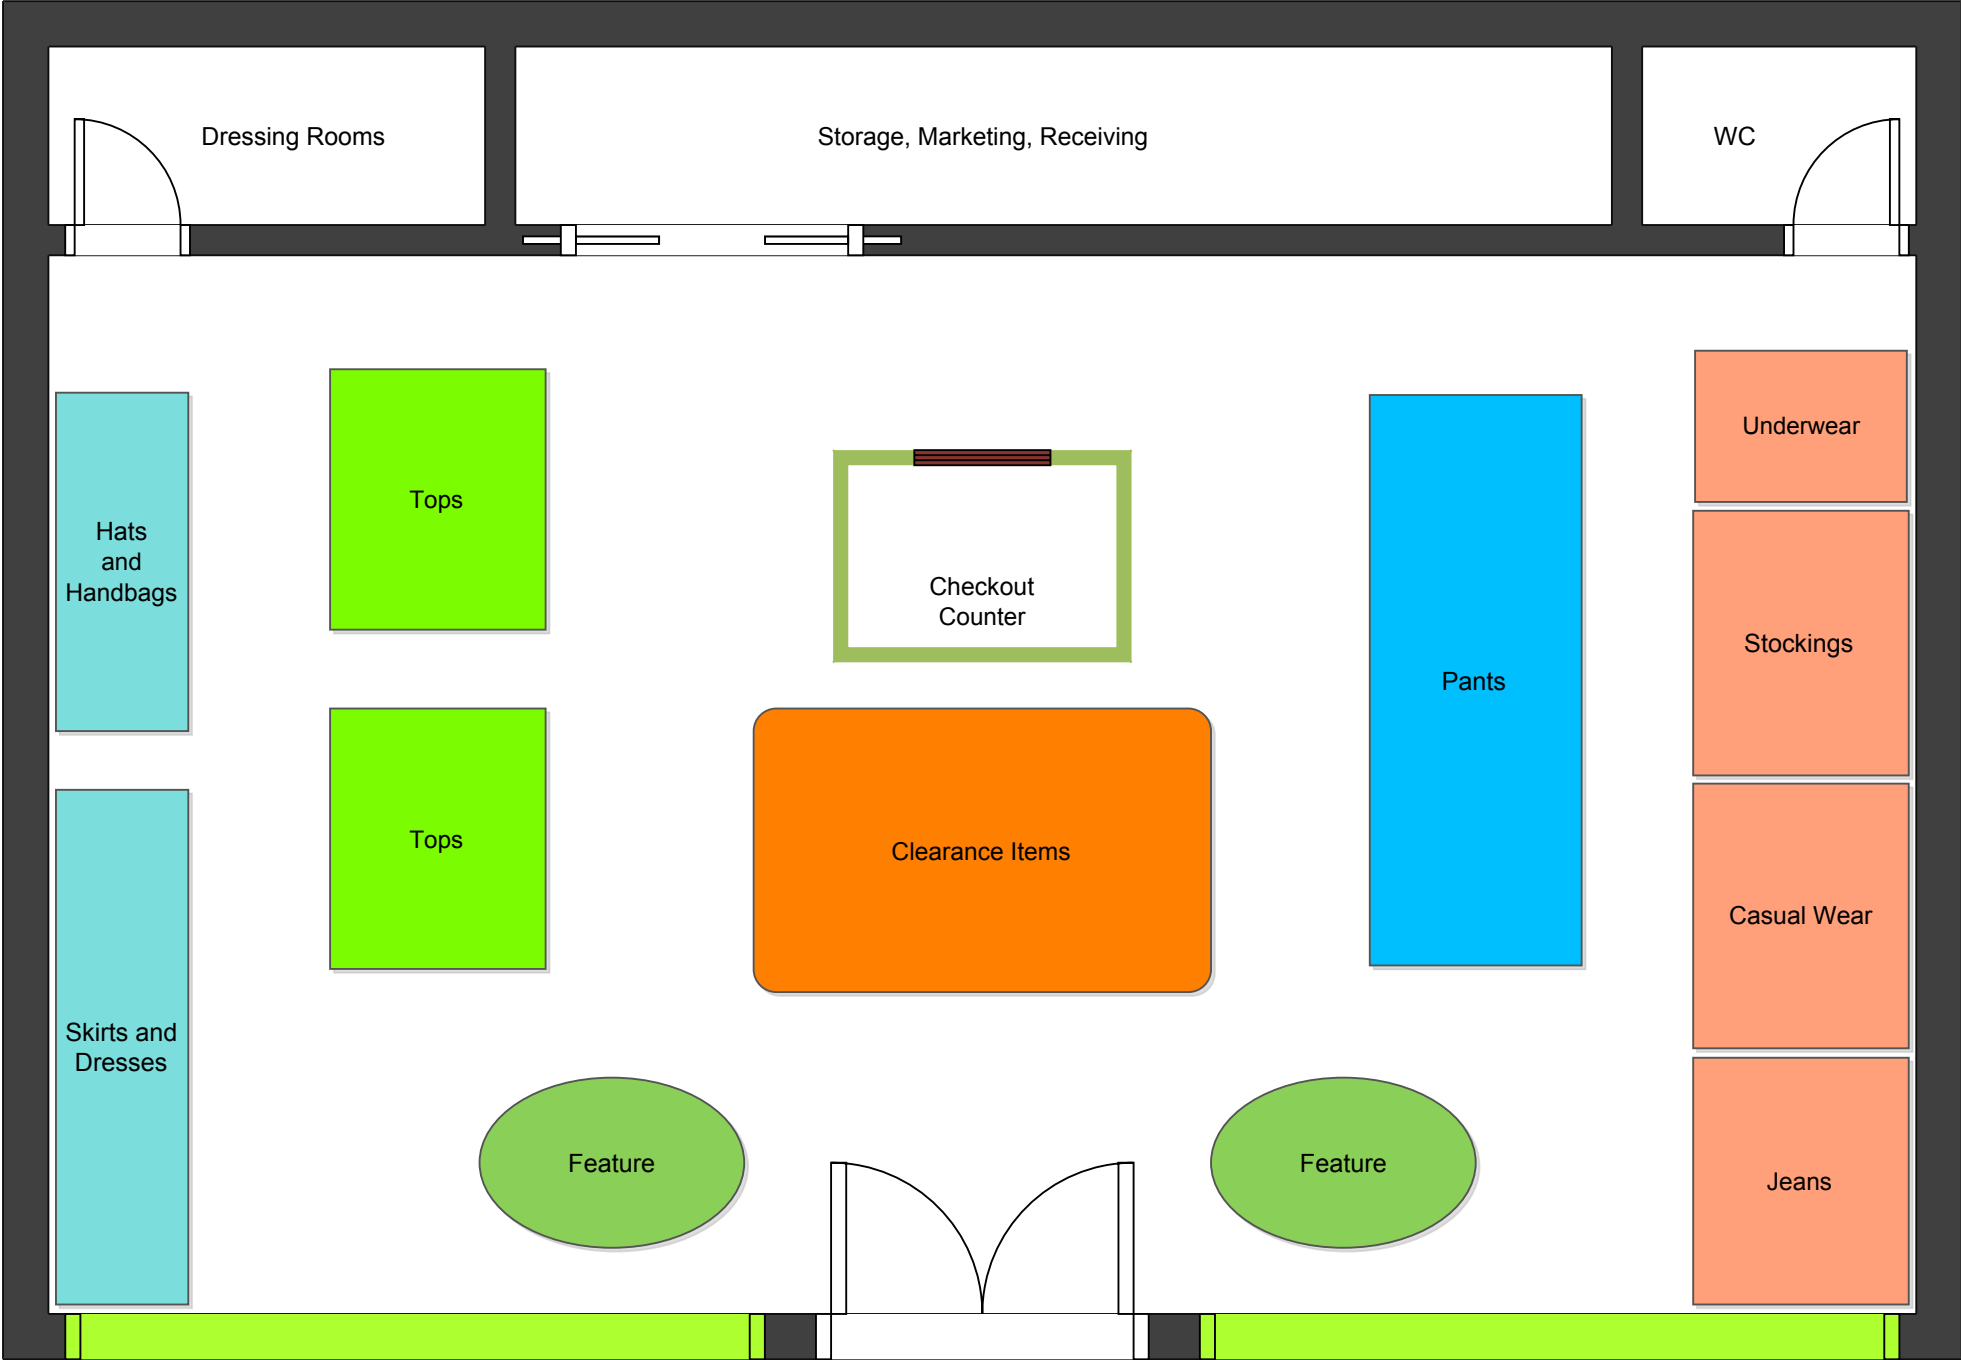 Dressing Rooms
Storage, Marketing, Receiving
WC
Hats
and
Handbags
Tops
Checkout
Counter
Pants
Underwear
Stockings
Tops
Clearance Items
Casual Wear
Skirts and
Dresses
Feature
Feature
Jeans